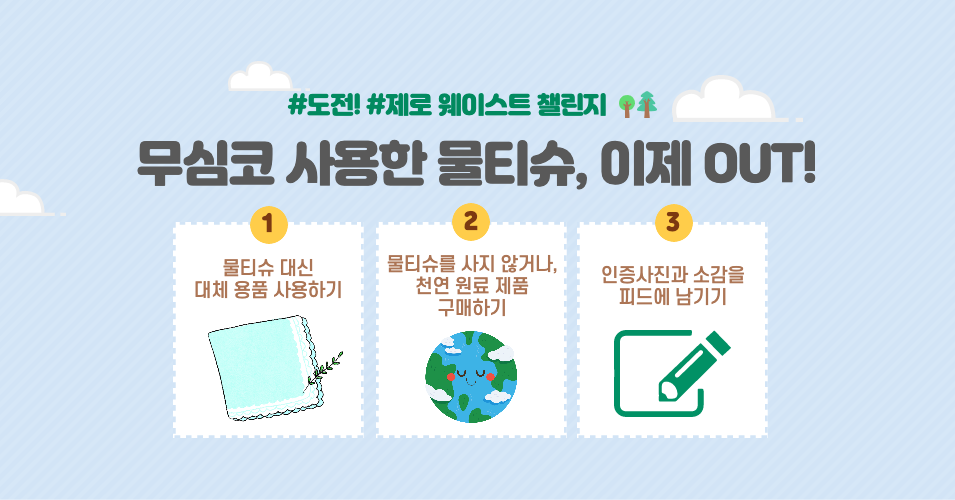 #도전! #제로 웨이스트 챌린지
무심코 사용한 물티슈, 이제 OUT!
1
물티슈 대신
대체 용품 사용하기
2
물티슈를 사지 않거나,
천연 원료 제품
구매하기
3
인증사진과 소감을
피드에 남기기